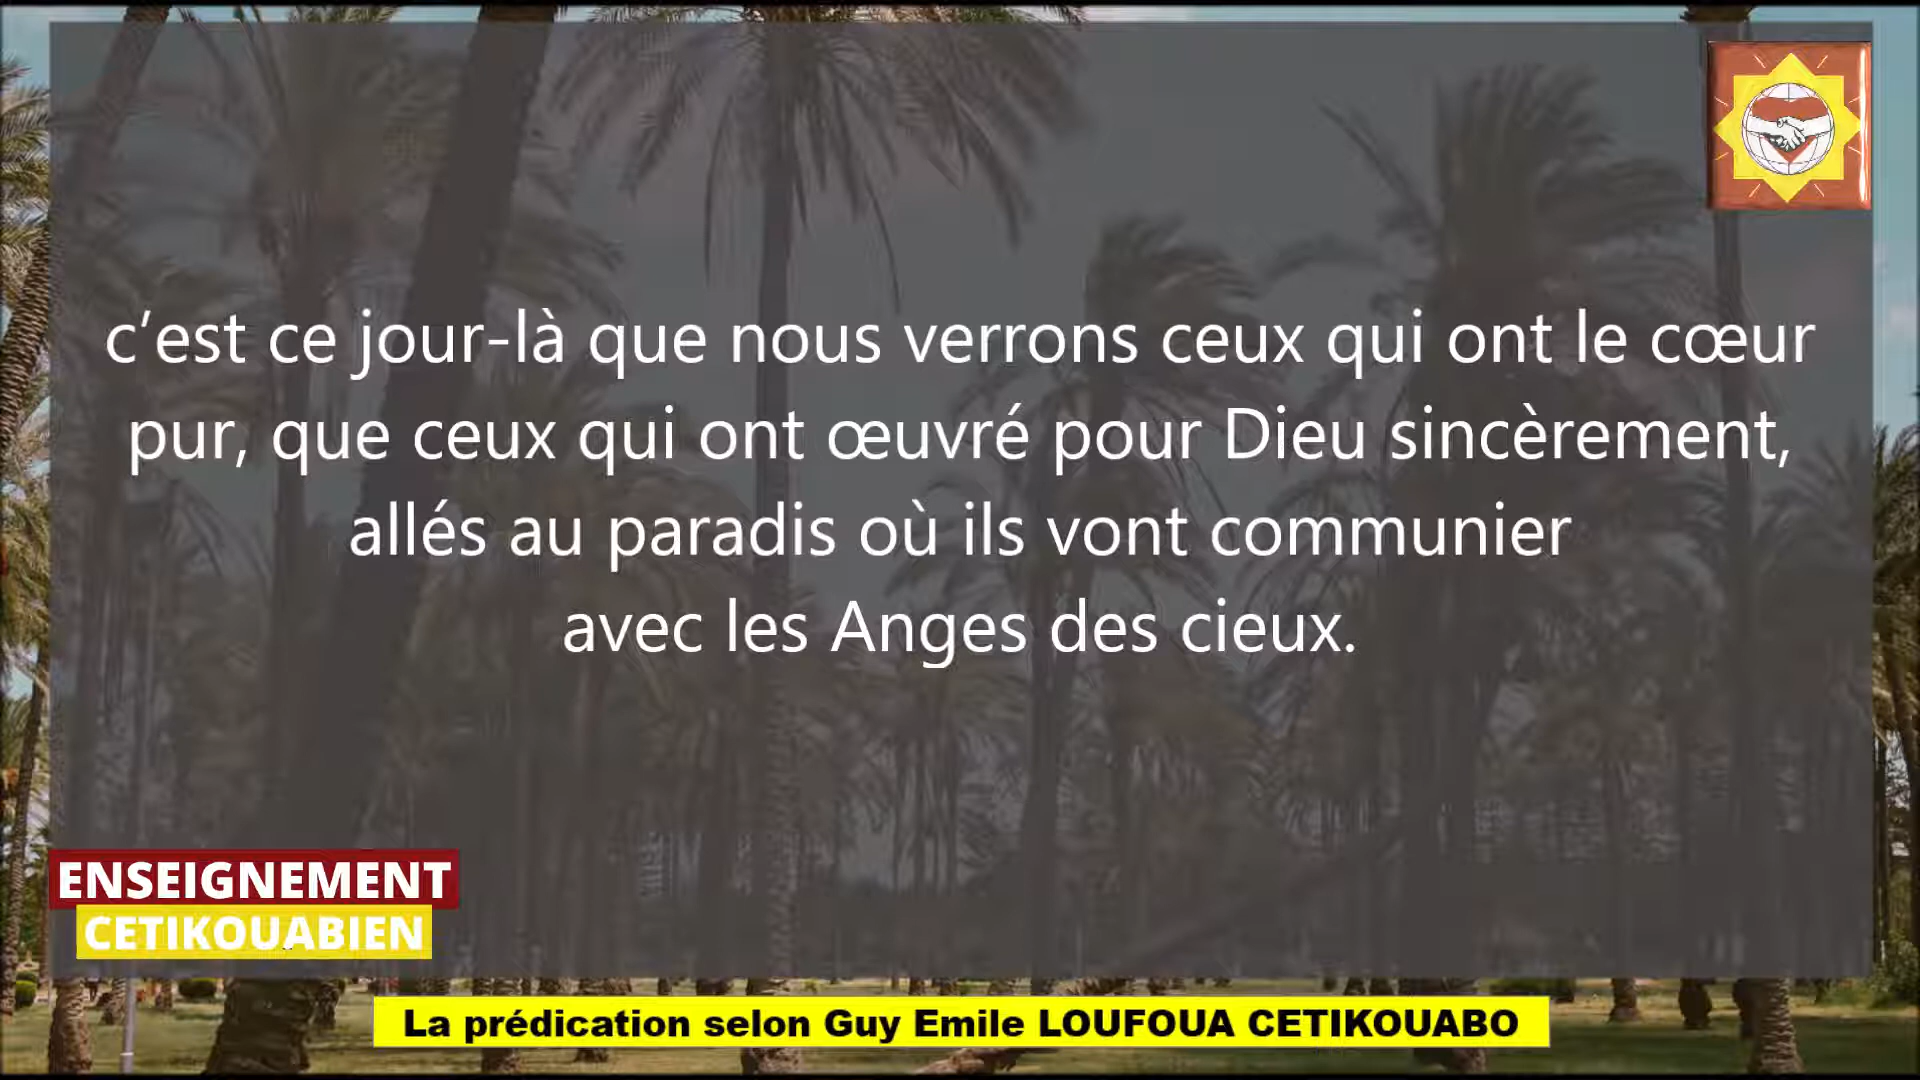 c’est ce jour-là que nous verrons ceux qui ont le cœur
pur, que ceux qui ont œuvré pour Dieu sincèrement,
allés au paradis où ils vont communier
avec les Anges des cieux.
ENSEIGNEMENT
CETIKOUABIEN
La prédication selon Guy Emile LOUFOUA CETIKOUABO